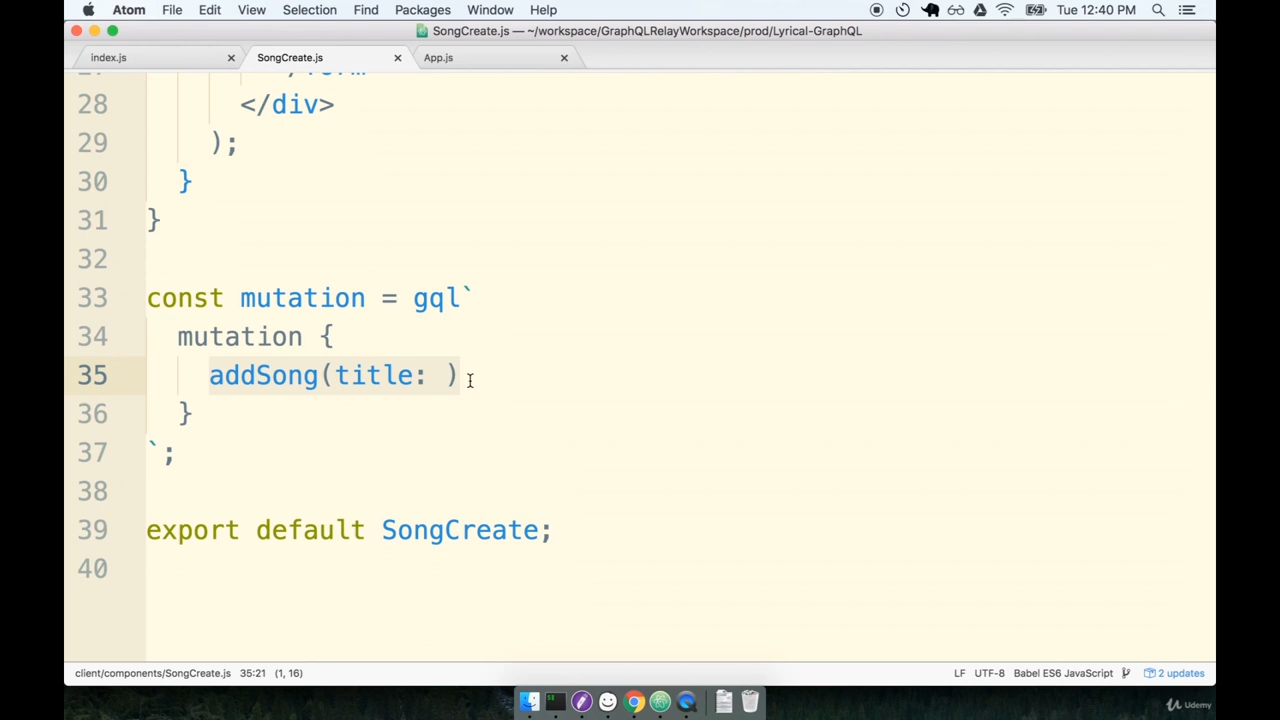 Atom File Edit View Selection Find Packages Window Help Tue 12:40 PM
SongCreate.js — ~/workspace/GraphQLRelayWorkspace/prod/Lyrical-GraphQL
index.js SongCreate.js App.js
28 </div>
29 );
30 }
31 }
32
33 const mutation = gql`
34 mutation {
35 addSong(title: )
36 }
37 `;
38
39 export default SongCreate;
40
client/components/SongCreate.js 35:21 (1, 16) LF UTF-8 Babel ES6 JavaScript 2 updates
Udemy